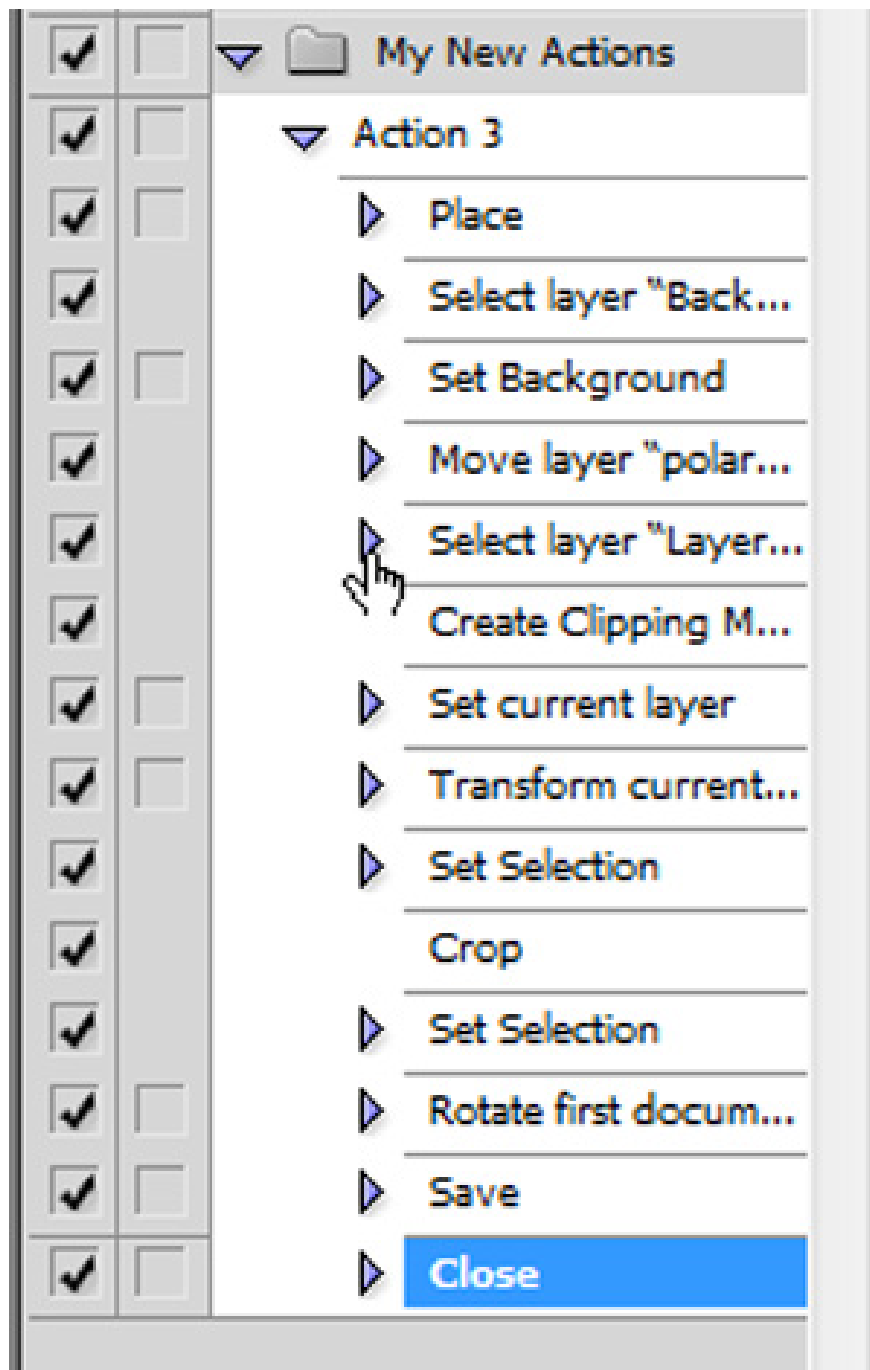 My New Actions
Action 3
Place
Select layer “Back...
Set Background
Move layer “polar...
Select layer “Layer...
Create Clipping M...
Set current layer
Transform current...
Set Selection
Crop
Set Selection
Rotate first docum...
Save
Close